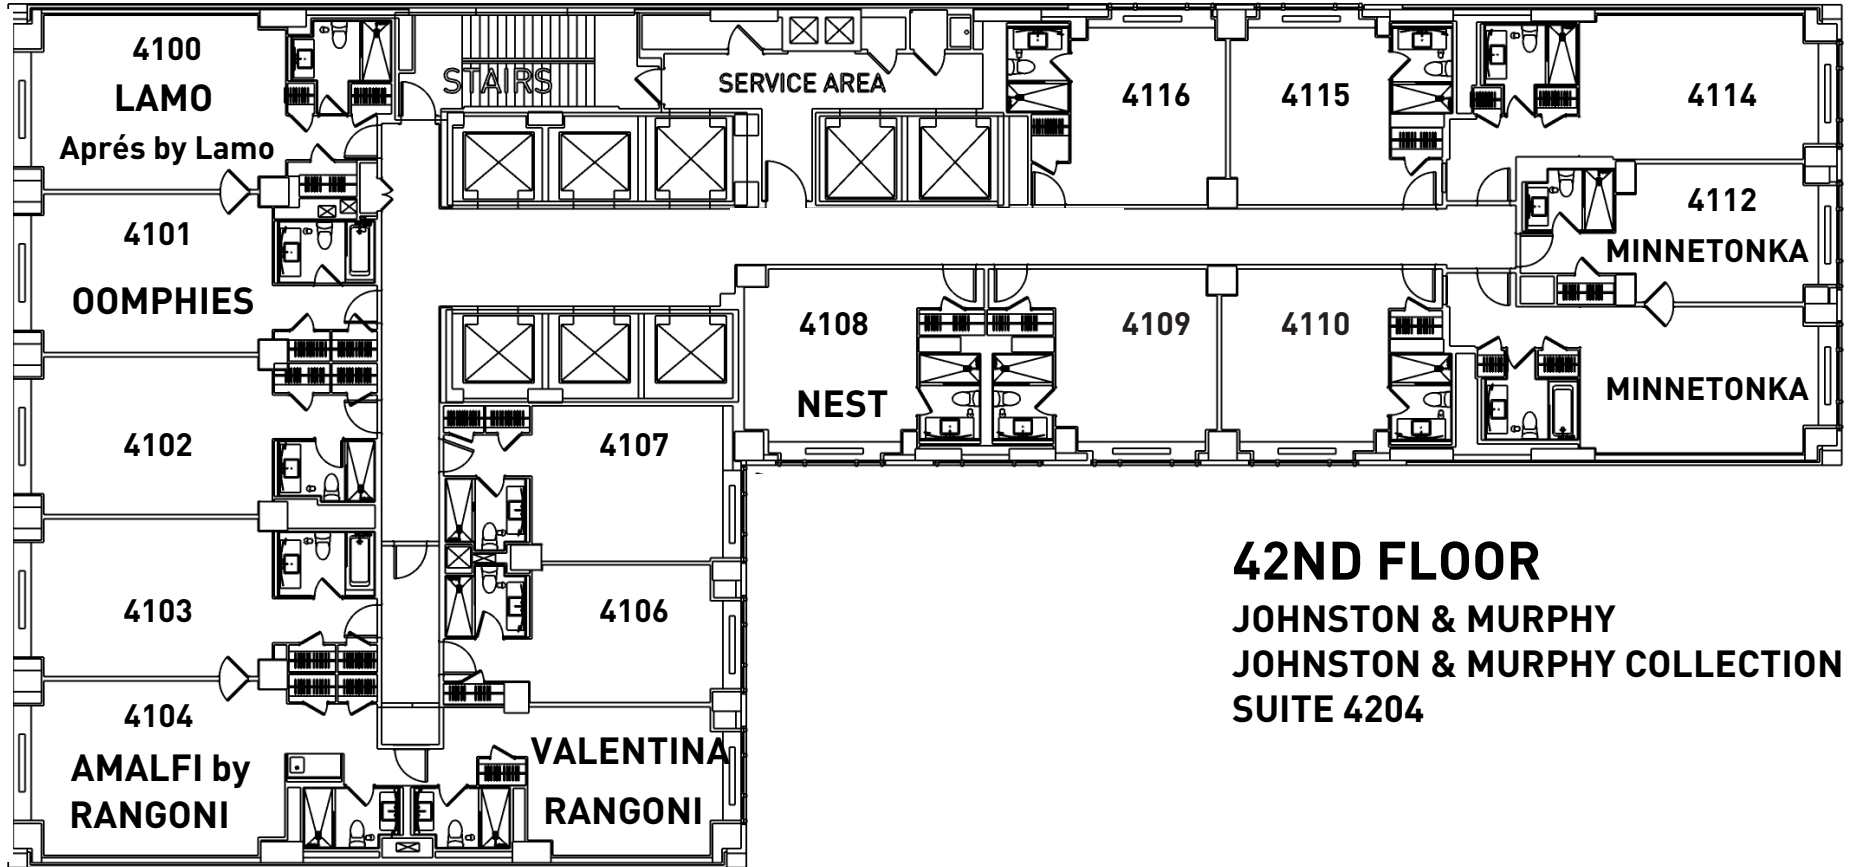 4100
LAMO
Aprés by Lamo
STAIRS
SERVICE AREA
4116
4115
4114
4101
OOMPHIES
4112
MINNETONKA
4108
NEST
4109
4110
MINNETONKA
4102
4107
4103
4106
4104
AMALFI by
RANGONI
VALENTINA
RANGONI
42ND FLOOR
JOHNSTON & MURPHY
JOHNSTON & MURPHY COLLECTION
SUITE 4204